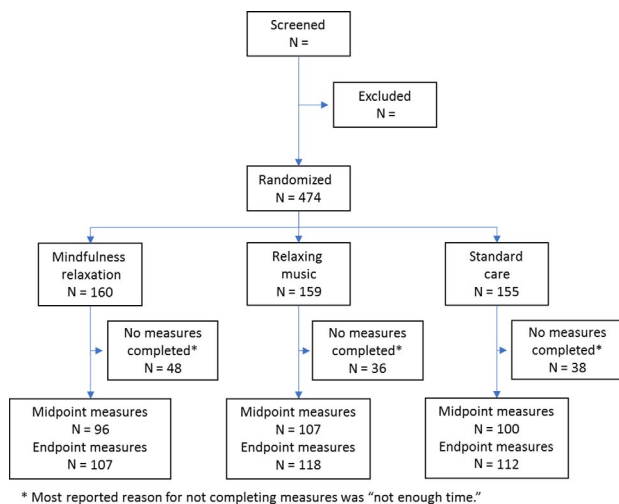 Screened
N =
Excluded
N =
Randomized
N = 474
Mindfulness
relaxation
N = 160
Relaxing
music
N = 159
Standard
care
N = 155
No measures
completed*
N = 48
No measures
completed*
N = 36
No measures
completed*
N = 38
Midpoint measures
N = 96
Endpoint measures
N = 107
Midpoint measures
N = 107
Endpoint measures
N = 118
Midpoint measures
N = 100
Endpoint measures
N = 112
* Most reported reason for not completing measures was “not enough time.”